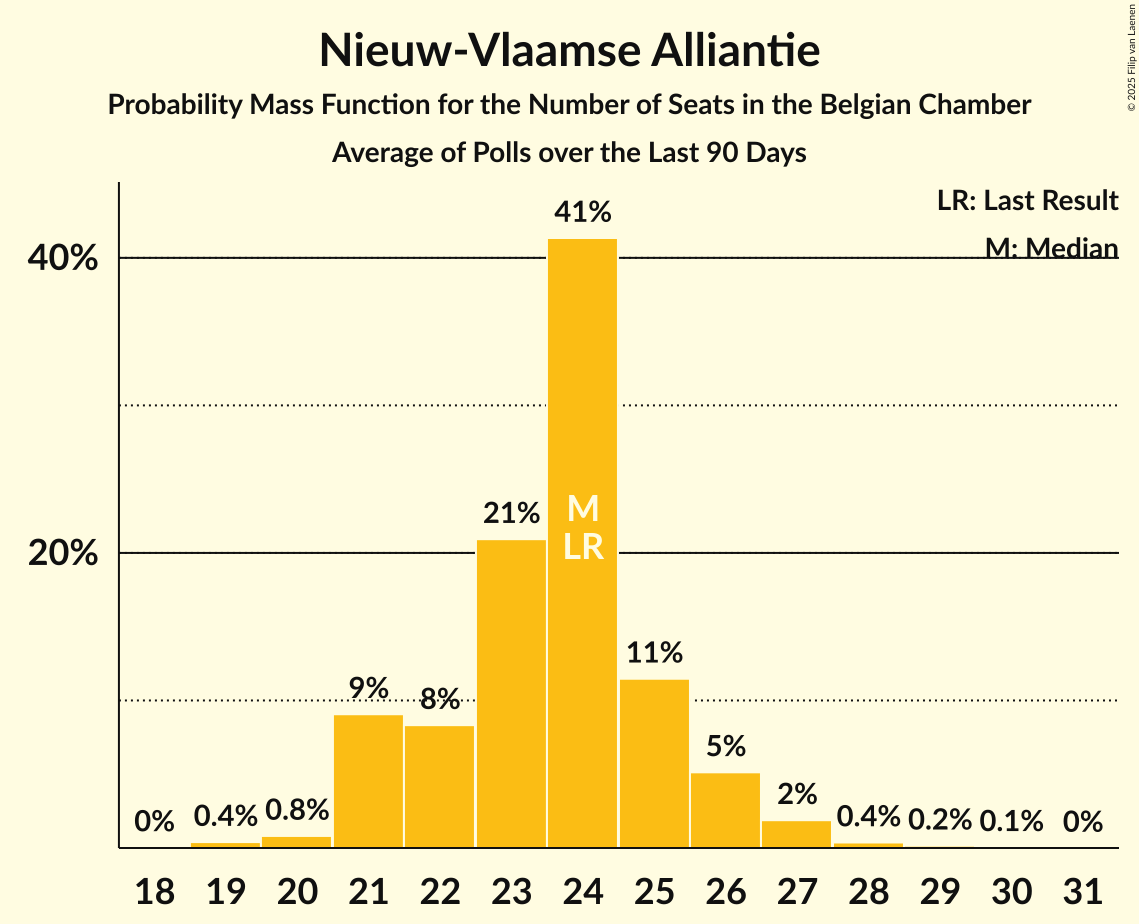 Nieuw-Vlaamse Alliantie
Probability Mass Function for the Number of Seats in the Belgian Chamber
Average of Polls over the Last 90 Days
© 2025 Filip van Laenen
LR: Last Result
M: Median
40%
20%
0%
0.4%
0.8%
9%
8%
21%
41%
M
LR
11%
5%
2%
0.4%
0.2%
0.1%
0%
18 19 20 21 22 23 24 25 26 27 28 29 30 31